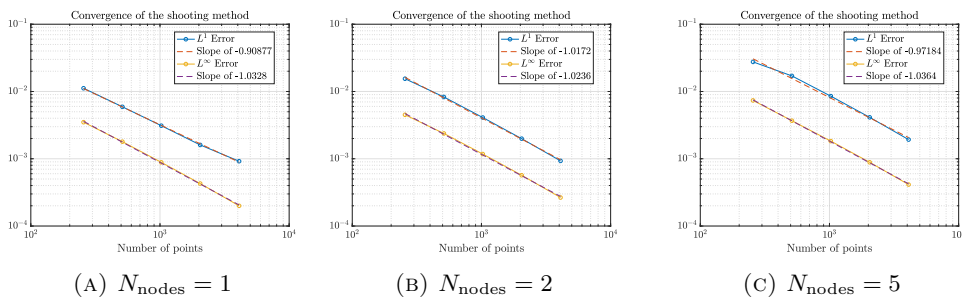 Convergence of the shooting method
10^-1
10^-2
10^-3
10^-4
10^2
10^3
10^4
Number of points
L^1 Error
Slope of -0.90877
L^∞ Error
Slope of -1.0328
(A) N_nodes = 1
Convergence of the shooting method
10^-1
10^-2
10^-3
10^-4
10^2
10^3
10^4
Number of points
L^1 Error
Slope of -1.0172
L^∞ Error
Slope of -1.0236
(B) N_nodes = 2
Convergence of the shooting method
10^-1
10^-2
10^-3
10^-4
10^2
10^3
10^4
Number of points
L^1 Error
Slope of -0.97184
L^∞ Error
Slope of -1.0364
(C) N_nodes = 5